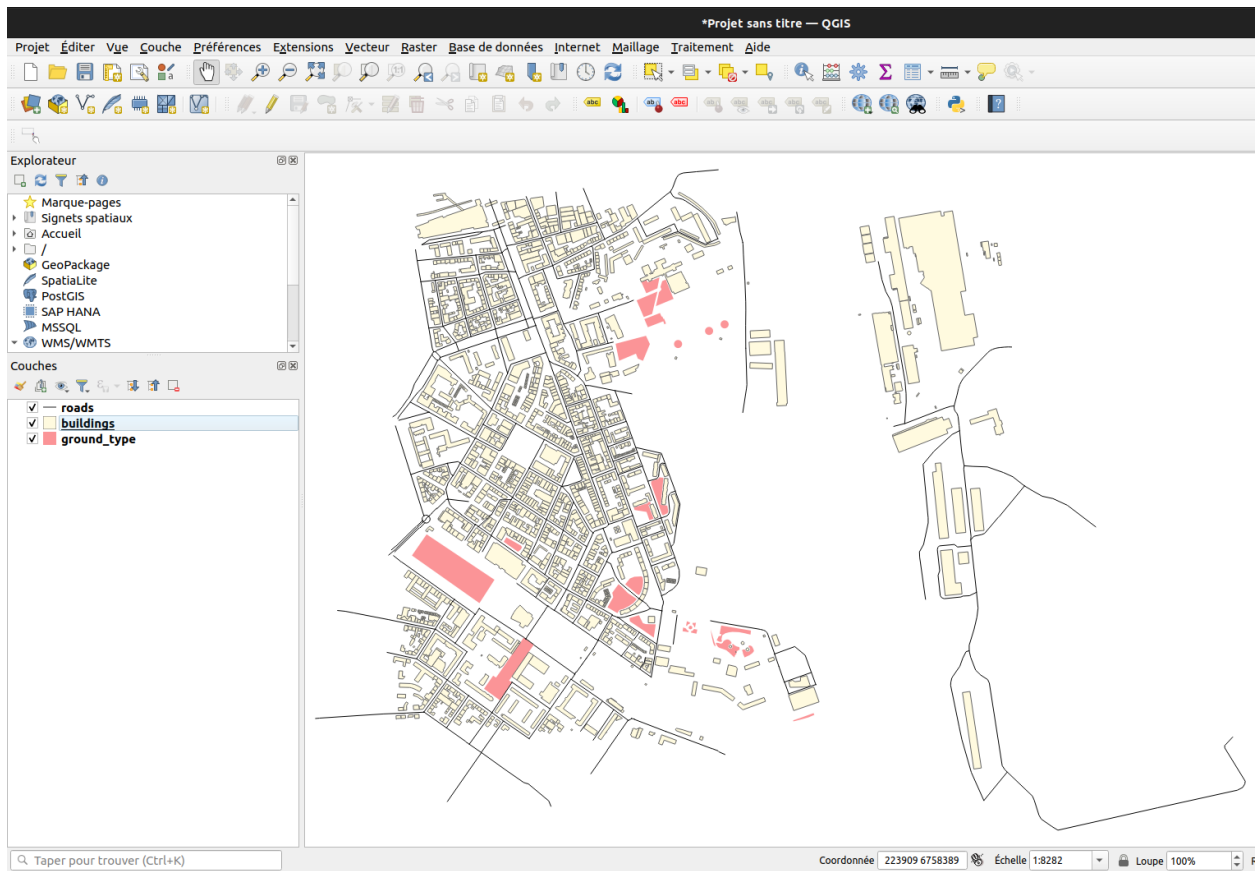 *Projet sans titre — QGIS
Projet Éditer Vue Couche Préférences Extensions Vecteur Raster Base de données Internet Maillage Traitement Aide
Explorateur
Marque-pages
Signets spatiaux
Accueil
/
GeoPackage
SpatiaLite
PostGIS
SAP HANA
MSSQL
WMS/WMTS
Couches
roads
buildings
ground_type
Taper pour trouver (Ctrl+K)
Coordonnée 223909 6758389 Échelle 1:8282 Loupe 100% R